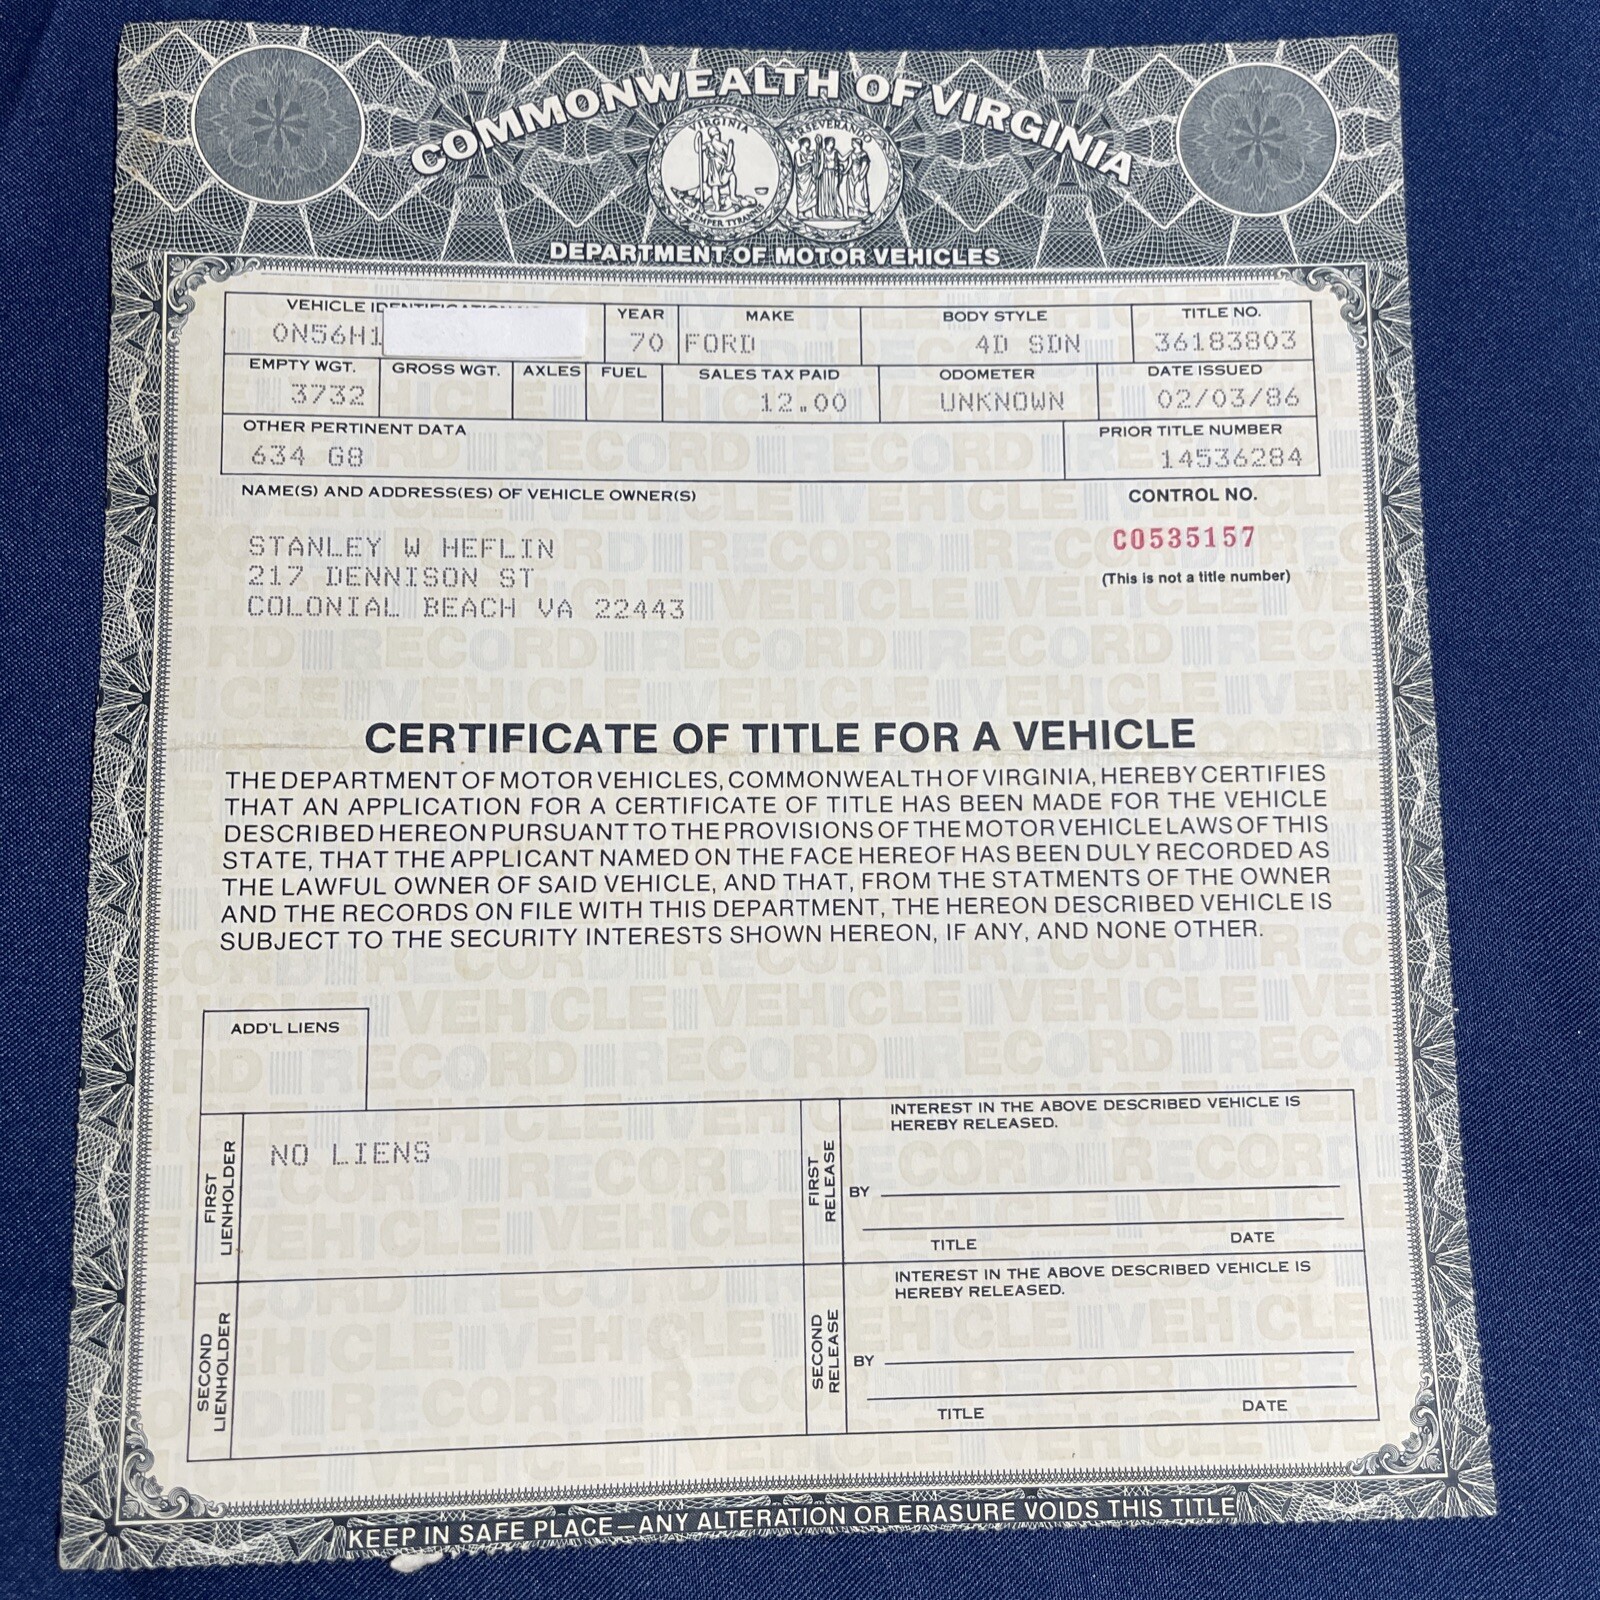 COMMONWEALTH OF VIRGINIA
VIRGINIA
PERSEVERANDO
DEPARTMENT OF MOTOR VEHICLES
VEHICLE
0N56H1
YEAR
70
MAKE
FORD
BODY STYLE
4D SDN
TITLE NO.
36183803
EMPTY WGT.
3732
GROSS WGT.
AXLES
FUEL
SALES TAX PAID
12.00
ODOMETER
UNKNOWN
DATE ISSUED
02/03/86
OTHER PERTINENT DATA
634 G8
PRIOR TITLE NUMBER
14536284
NAME(S) AND ADDRESS(ES) OF VEHICLE OWNER(S)
STANLEY W HEFLIN
217 DENNISON ST
COLONIAL BEACH VA 22443
CONTROL NO.
C0535157
(This is not a title number)
CERTIFICATE OF TITLE FOR A VEHICLE
THE DEPARTMENT OF MOTOR VEHICLES, COMMONWEALTH OF VIRGINIA, HEREBY CERTIFIES
THAT AN APPLICATION FOR A CERTIFICATE OF TITLE HAS BEEN MADE FOR THE VEHICLE
DESCRIBED HEREON PURSUANT TO THE PROVISIONS OF THE MOTOR VEHICLE LAWS OF THIS
STATE, THAT THE APPLICANT NAMED ON THE FACE HEREOF HAS BEEN DULY RECORDED AS
THE LAWFUL OWNER OF SAID VEHICLE, AND THAT, FROM THE STATMENTS OF THE OWNER
AND THE RECORDS ON FILE WITH THIS DEPARTMENT, THE HEREON DESCRIBED VEHICLE IS
SUBJECT TO THE SECURITY INTERESTS SHOWN HEREON, IF ANY, AND NONE OTHER.
ADD'L LIENS
FIRST
LIENHOLDER
NO LIENS
FIRST
RELEASE
INTEREST IN THE ABOVE DESCRIBED VEHICLE IS
HEREBY RELEASED.
BY
TITLE DATE
SECOND
LIENHOLDER
SECOND
RELEASE
INTEREST IN THE ABOVE DESCRIBED VEHICLE IS
HEREBY RELEASED.
BY
TITLE DATE
KEEP IN SAFE PLACE—ANY ALTERATION OR ERASURE VOIDS THIS TITLE